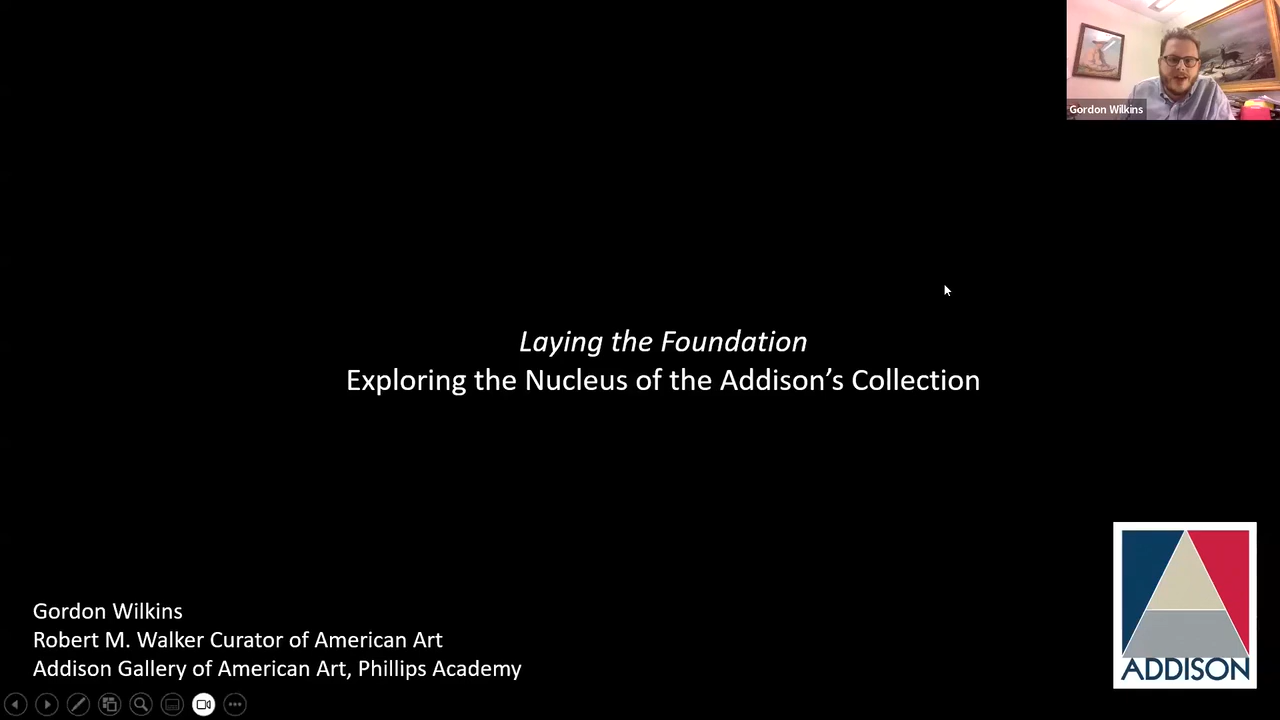 Gordon Wilkins
Laying the Foundation
Exploring the Nucleus of the Addison’s Collection
Gordon Wilkins
Robert M. Walker Curator of American Art
Addison Gallery of American Art, Phillips Academy
ADDISON